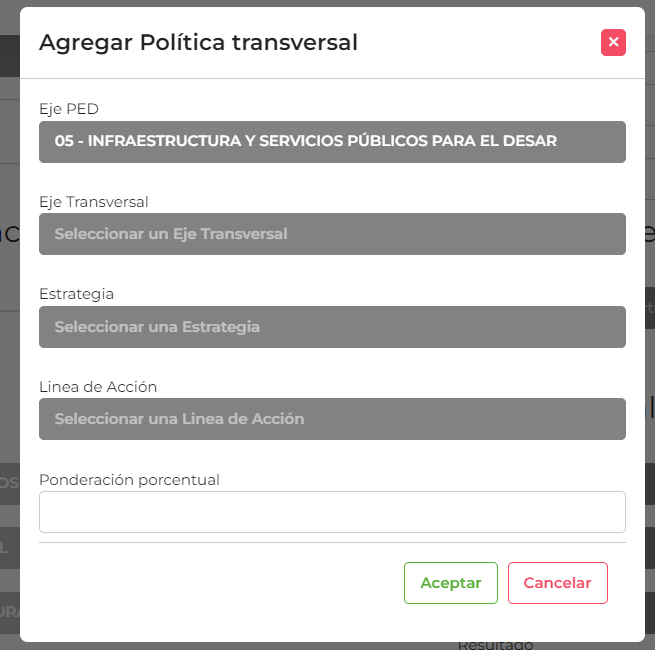 Agregar Política transversal
Eje PED
05 - INFRAESTRUCTURA Y SERVICIOS PÚBLICOS PARA EL DESAR
Eje Transversal
Seleccionar un Eje Transversal
Estrategia
Seleccionar una Estrategia
Linea de Acción
Seleccionar una Linea de Acción
Ponderación porcentual
Aceptar
Cancelar
Resultado